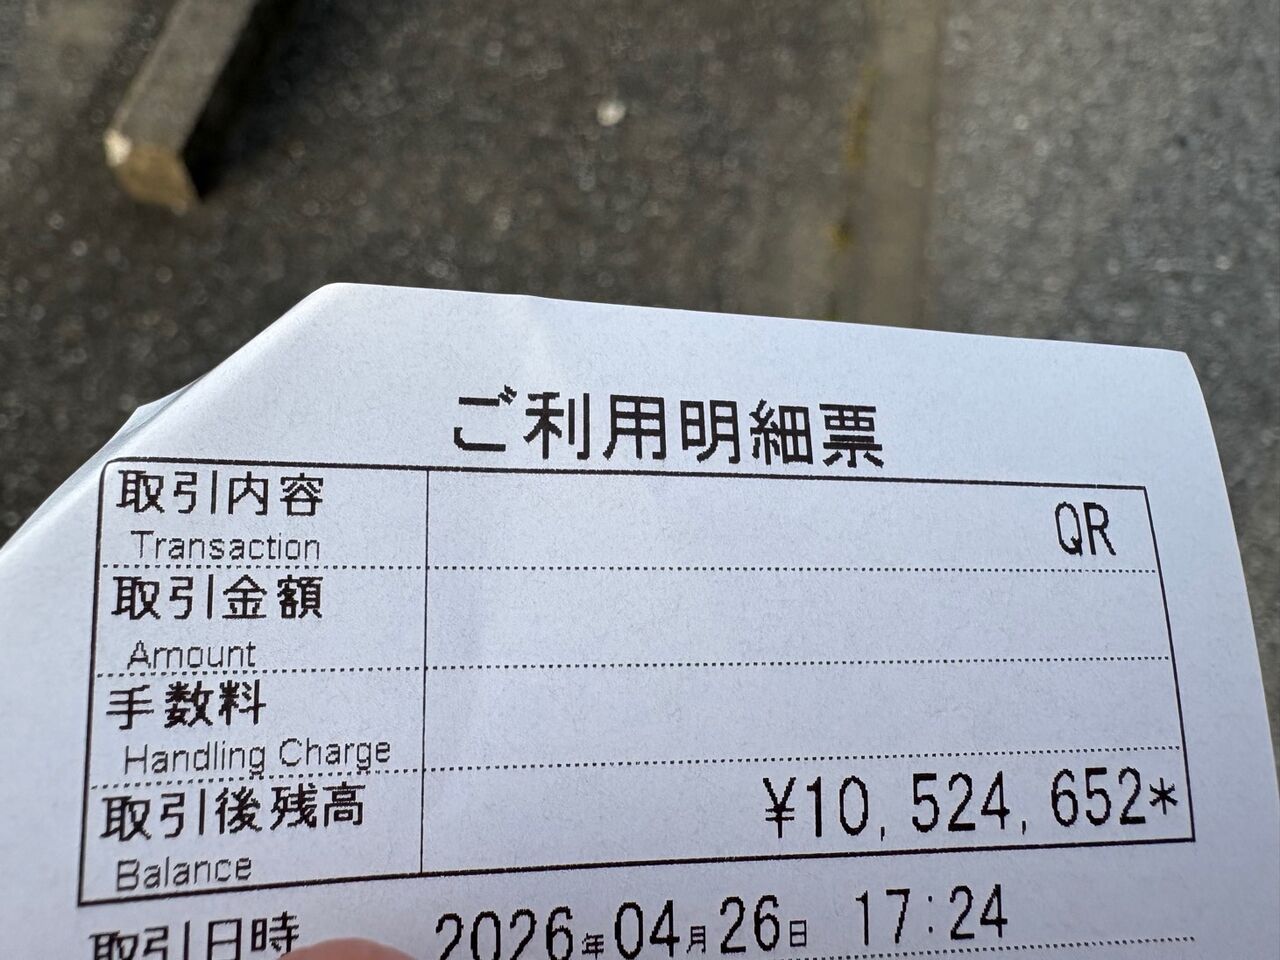 ご利用明細票
取引内容 QR
Transaction
取引金額
Amount
手数料
Handling Charge
取引後残高 ¥10,524,652*
Balance
取引日時 2026年04月26日 17:24